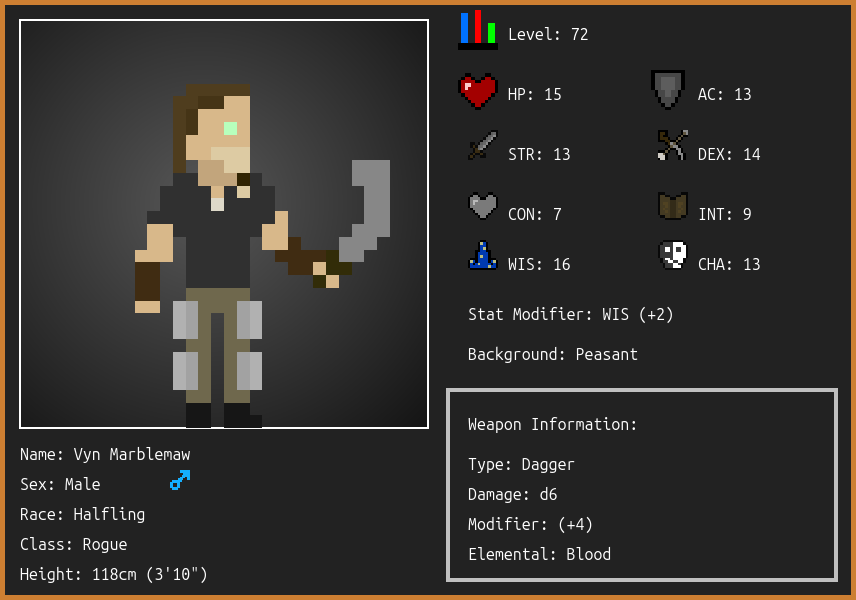 Level: 72
HP: 15
AC: 13
STR: 13
DEX: 14
CON: 7
INT: 9
WIS: 16
CHA: 13
Stat Modifier: WIS (+2)
Background: Peasant
Weapon Information:
Type: Dagger
Damage: d6
Modifier: (+4)
Elemental: Blood
Name: Vyn Marblemaw
Sex: Male
Race: Halfling
Class: Rogue
Height: 118cm (3'10")